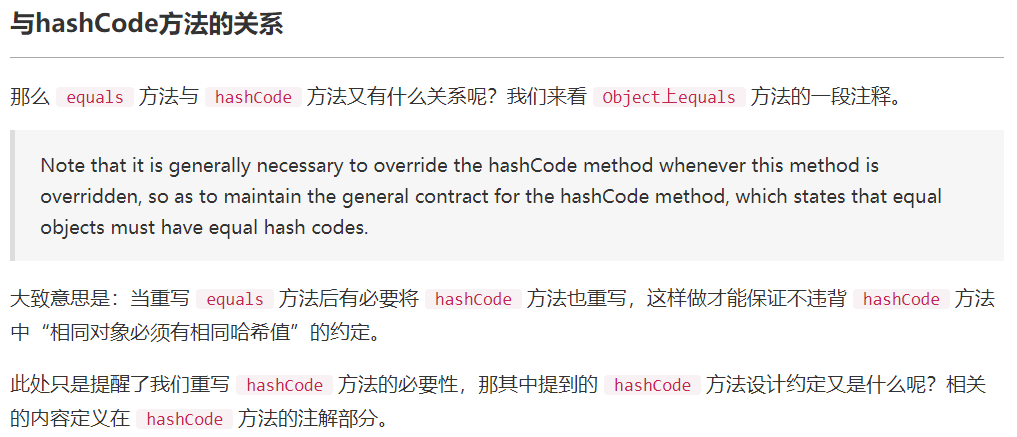 与hashCode方法的关系
那么 equals 方法与 hashCode 方法又有什么关系呢？我们来看 Object上equals 方法的一段注释。
Note that it is generally necessary to override the hashCode method whenever this method is
overridden, so as to maintain the general contract for the hashCode method, which states that equal
objects must have equal hash codes.
大致意思是：当重写 equals 方法后有必要将 hashCode 方法也重写，这样做才能保证不违背 hashCode 方法
中“相同对象必须有相同哈希值”的约定。
此处只是提醒了我们重写 hashCode 方法的必要性，那其中提到的 hashCode 方法设计约定又是什么呢？相关
的内容定义在 hashCode 方法的注解部分。